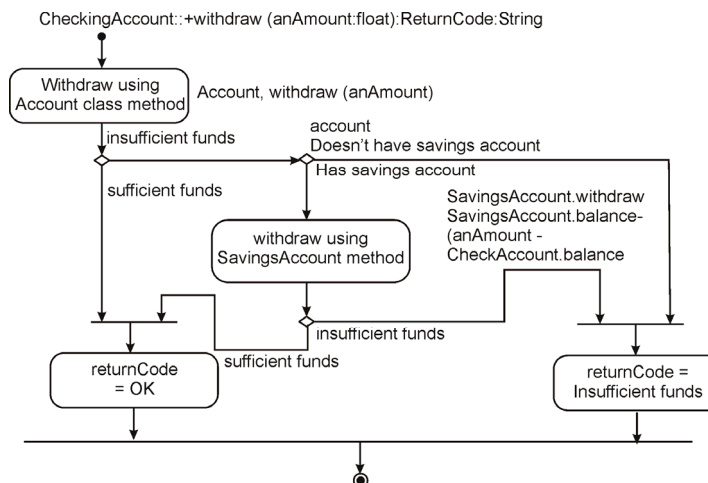 CheckingAccount::+withdraw (anAmount:float):ReturnCode:String
Withdraw using
Account class method
Account, withdraw (anAmount)
insufficient funds
account
Doesn't have savings account
Has savings account
sufficient funds
SavingsAccount.withdraw
SavingsAccount.balance-
(anAmount -
CheckAccount.balance
withdraw using
SavingsAccount method
insufficient funds
sufficient funds
returnCode
= OK
returnCode =
Insufficient funds